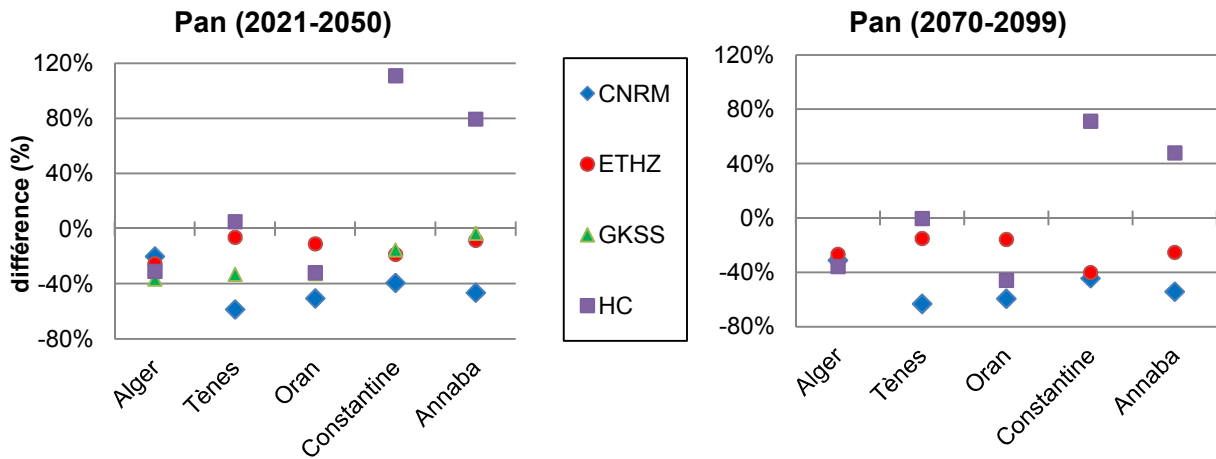 Pan (2021-2050)
différence (%)
120%
80%
40%
0%
-40%
-80%
Alger
Tènes
Oran
Constantine
Annaba
CNRM
ETHZ
GKSS
HC
Pan (2070-2099)
120%
80%
40%
0%
-40%
-80%
Alger
Tènes
Oran
Constantine
Annaba